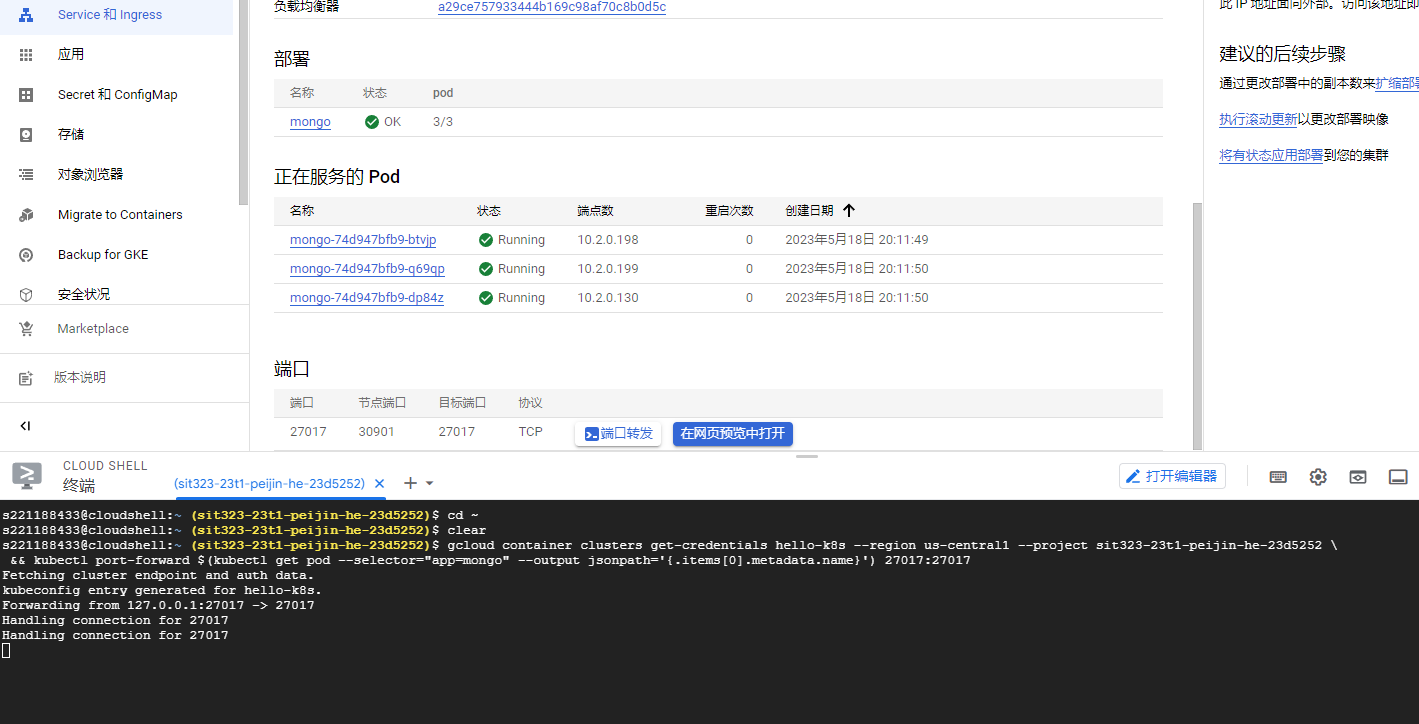 负载均衡器 a29ce757933444b169c98af70c8b0d5c
此 IP 地址面向外部。访问该地址即
Service 和 Ingress
应用
Secret 和 ConfigMap
存储
对象浏览器
Migrate to Containers
Backup for GKE
安全状况
Marketplace
版本说明
部署
名称 状态 pod
mongo OK 3/3
正在服务的 Pod
名称 状态 端点数 重启次数 创建日期
mongo-74d947bfb9-btvjp Running 10.2.0.198 0 2023年5月18日 20:11:49
mongo-74d947bfb9-q69qp Running 10.2.0.199 0 2023年5月18日 20:11:50
mongo-74d947bfb9-dp84z Running 10.2.0.130 0 2023年5月18日 20:11:50
端口
端口 节点端口 目标端口 协议
27017 30901 27017 TCP 端口转发 在网页预览中打开
建议的后续步骤
通过更改部署中的副本数来扩缩部署
执行滚动更新以更改部署映像
将有状态应用部署到您的集群
CLOUD SHELL
终端 (sit323-23t1-peijin-he-23d5252) 打开编辑器
s221188433@cloudshell:~ (sit323-23t1-peijin-he-23d5252)$ cd ~
s221188433@cloudshell:~ (sit323-23t1-peijin-he-23d5252)$ clear
s221188433@cloudshell:~ (sit323-23t1-peijin-he-23d5252)$ gcloud container clusters get-credentials hello-k8s --region us-central1 --project sit323-23t1-peijin-he-23d5252 \
&& kubectl port-forward $(kubectl get pod --selector="app=mongo" --output jsonpath='{.items[0].metadata.name}') 27017:27017
Fetching cluster endpoint and auth data.
kubeconfig entry generated for hello-k8s.
Forwarding from 127.0.0.1:27017 -> 27017
Handling connection for 27017
Handling connection for 27017